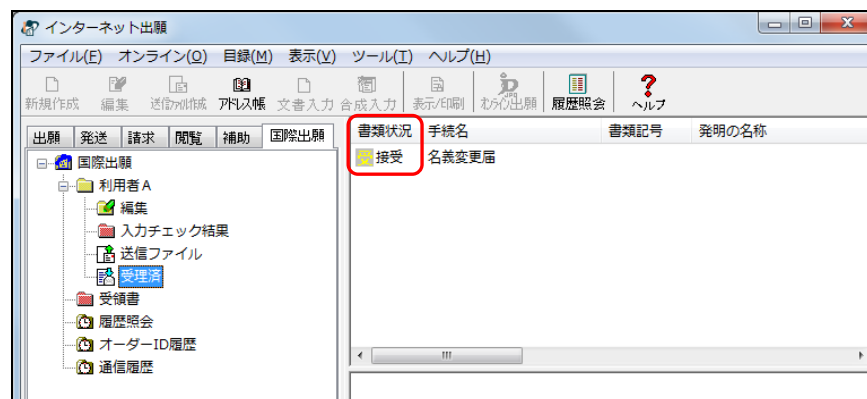 インターネット出願
ファイル(F) オンライン(O) 目録(M) 表示(V) ツール(T) ヘルプ(H)
新規作成 編集 送信ファイル作成 アドレス帳 文書入力 合成入力 表示/印刷 オンライン出願 履歴照会 ヘルプ
出願 発送 請求 閲覧 補助 国際出願
書類状況 手続名 書類記号 発明の名称
受 接受 名義変更届
国際出願
利用者A
編集
入力チェック結果
送信ファイル
受理済
受領書
履歴照会
オーダーID履歴
通信履歴